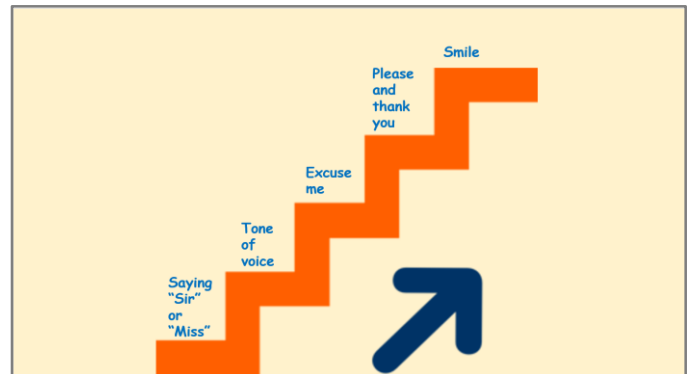 Smile
Please
and
thank
you
Excuse
me
Tone
of
voice
Saying
“Sir”
or
“Miss”